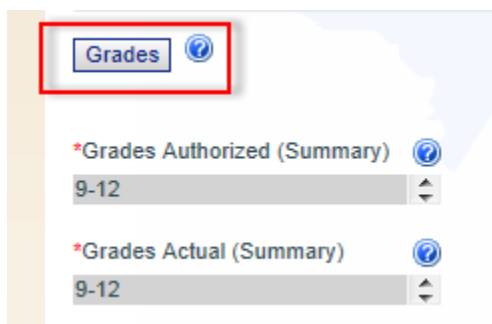 Grades
*Grades Authorized (Summary)
9-12
*Grades Actual (Summary)
9-12